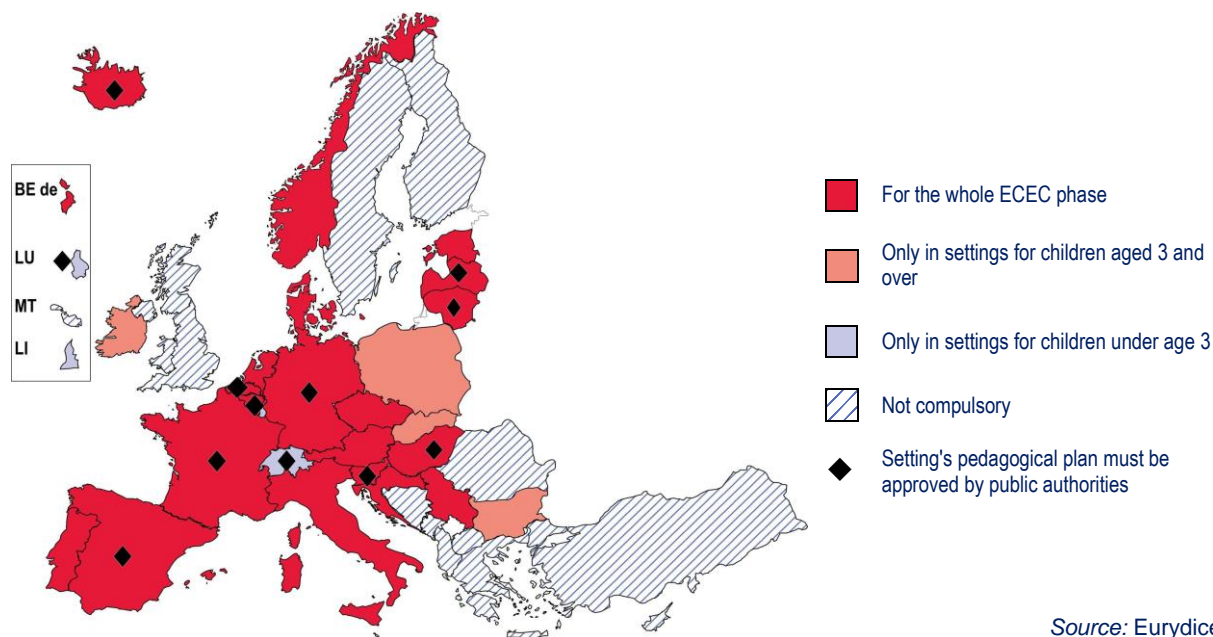 BE de
LU
MT
LI
For the whole ECEC phase
Only in settings for children aged 3 and
over
Only in settings for children under age 3
Not compulsory
Setting's pedagogical plan must be
approved by public authorities
Source: Eurydice